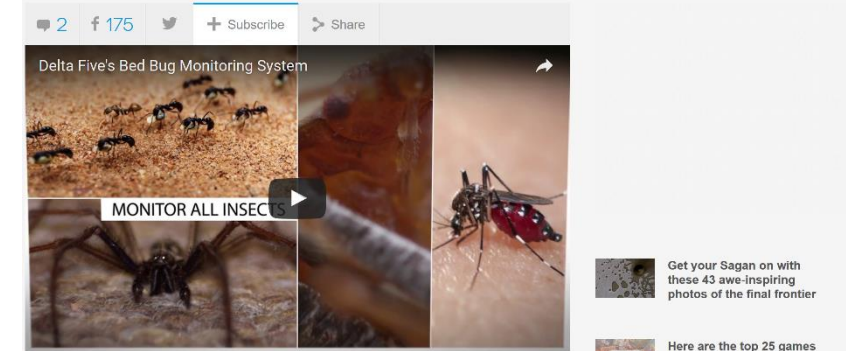 2
175
Subscribe
Share
Delta Five's Bed Bug Monitoring System
MONITOR ALL INSECTS
Get your Sagan on with
these 43 awe-inspiring
photos of the final frontier
Here are the top 25 games